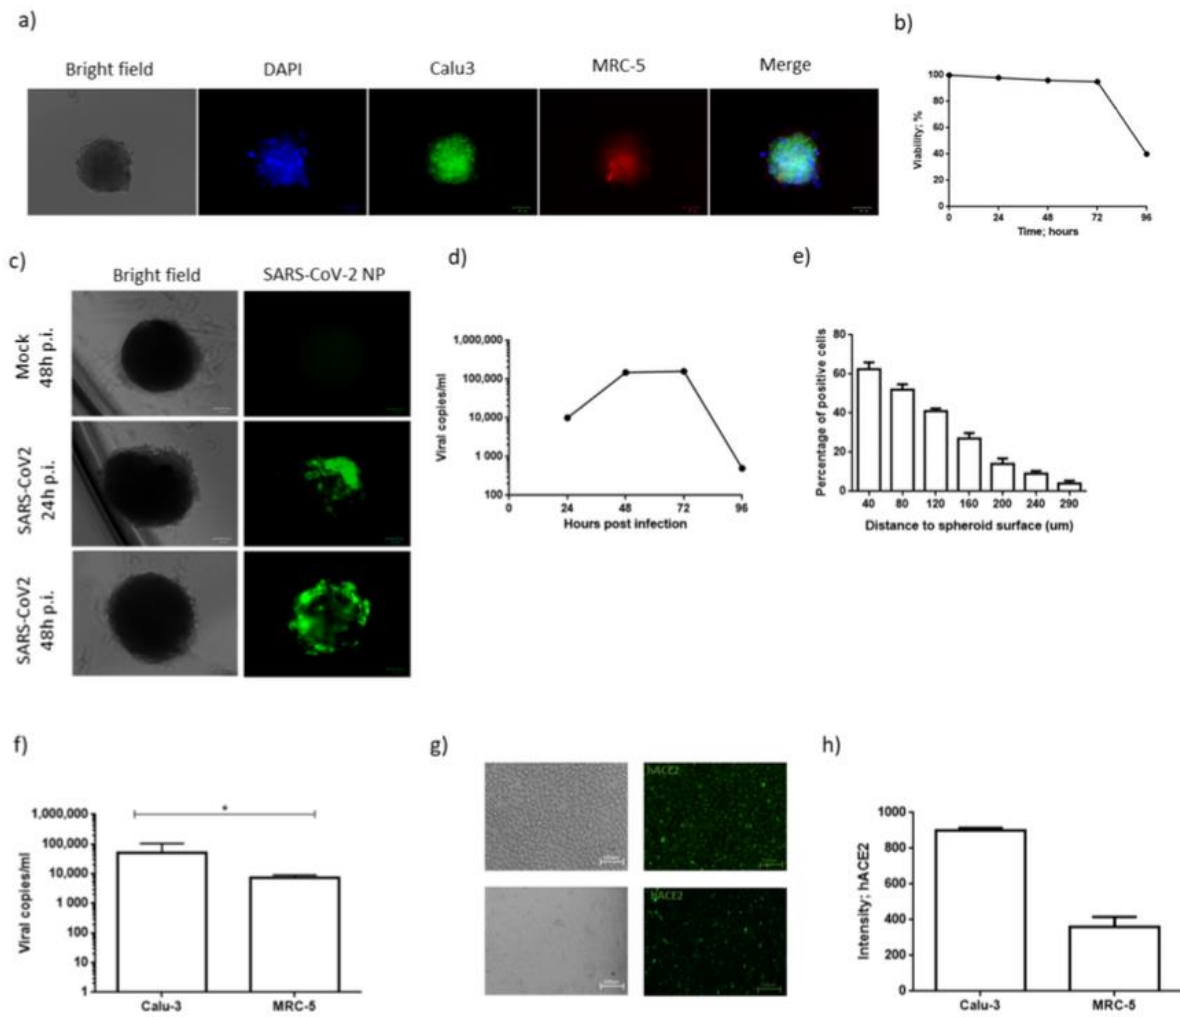 a)
Bright field DAPI Calu3 MRC-5 Merge
b)
Viability; %
100
80
60
40
20
0
0 24 48 72 96
Time; hours
c)
Bright field SARS-CoV-2 NP
Mock
48h p.i.
SARS-CoV2
24h p.i.
SARS-CoV2
48h p.i.
d)
Viral copies/ml
1,000,000
100,000
10,000
1 000
100
0 24 48 72 96
Hours post infection
e)
Percentage of positive cells
80
60
40
20
0
40 80 120 160 200 240 290
Distance to spheroid surface (um)
f)
Viral copies/ml
1,000,000
100,000
10,000
1 000
100
10
1
*
Calu-3 MRC-5
g)
hACE2
hACE2
h)
Intensity; hACE2
1000
800
600
400
200
0
Calu-3 MRC-5